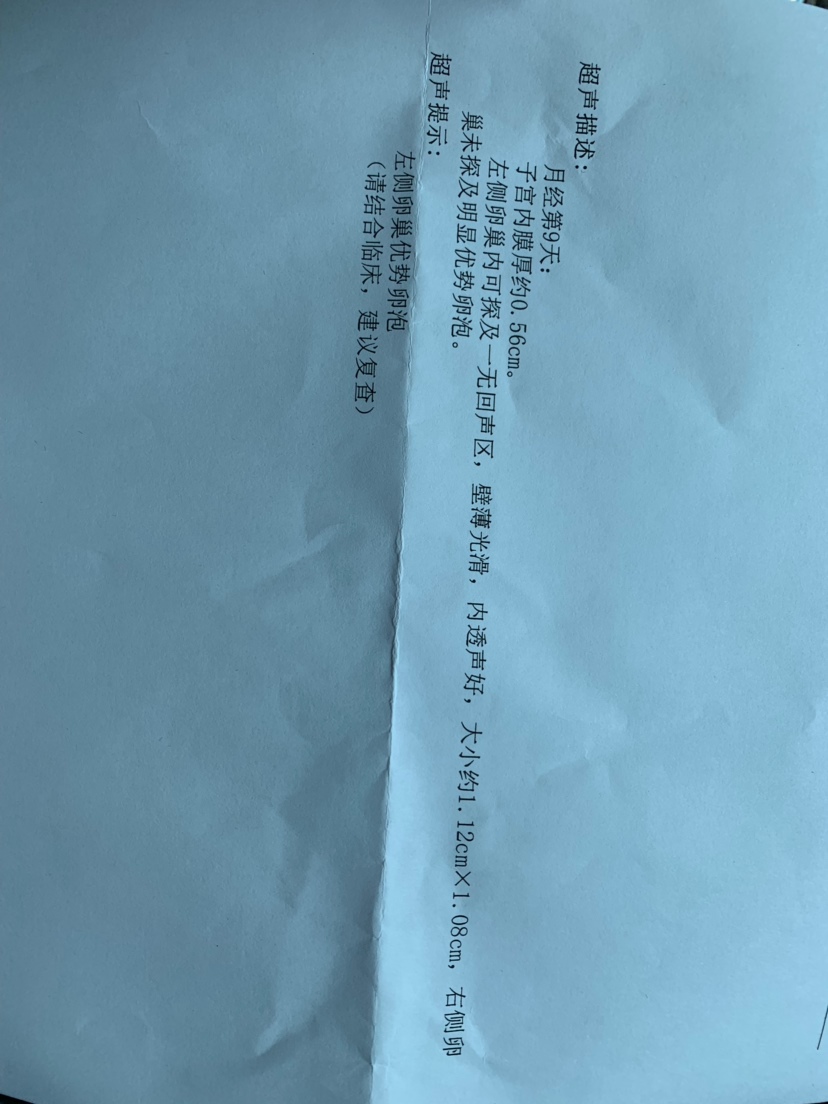 超声描述：
月经第9天：
子宫内膜厚约0.56cm。
左侧卵巢内可探及一无回声区，壁薄光滑，内透声好，大小约1.12cm×1.08cm，右侧卵
巢未探及明显优势卵泡。
超声提示：
左侧卵巢优势卵泡
（请结合临床，建议复查）